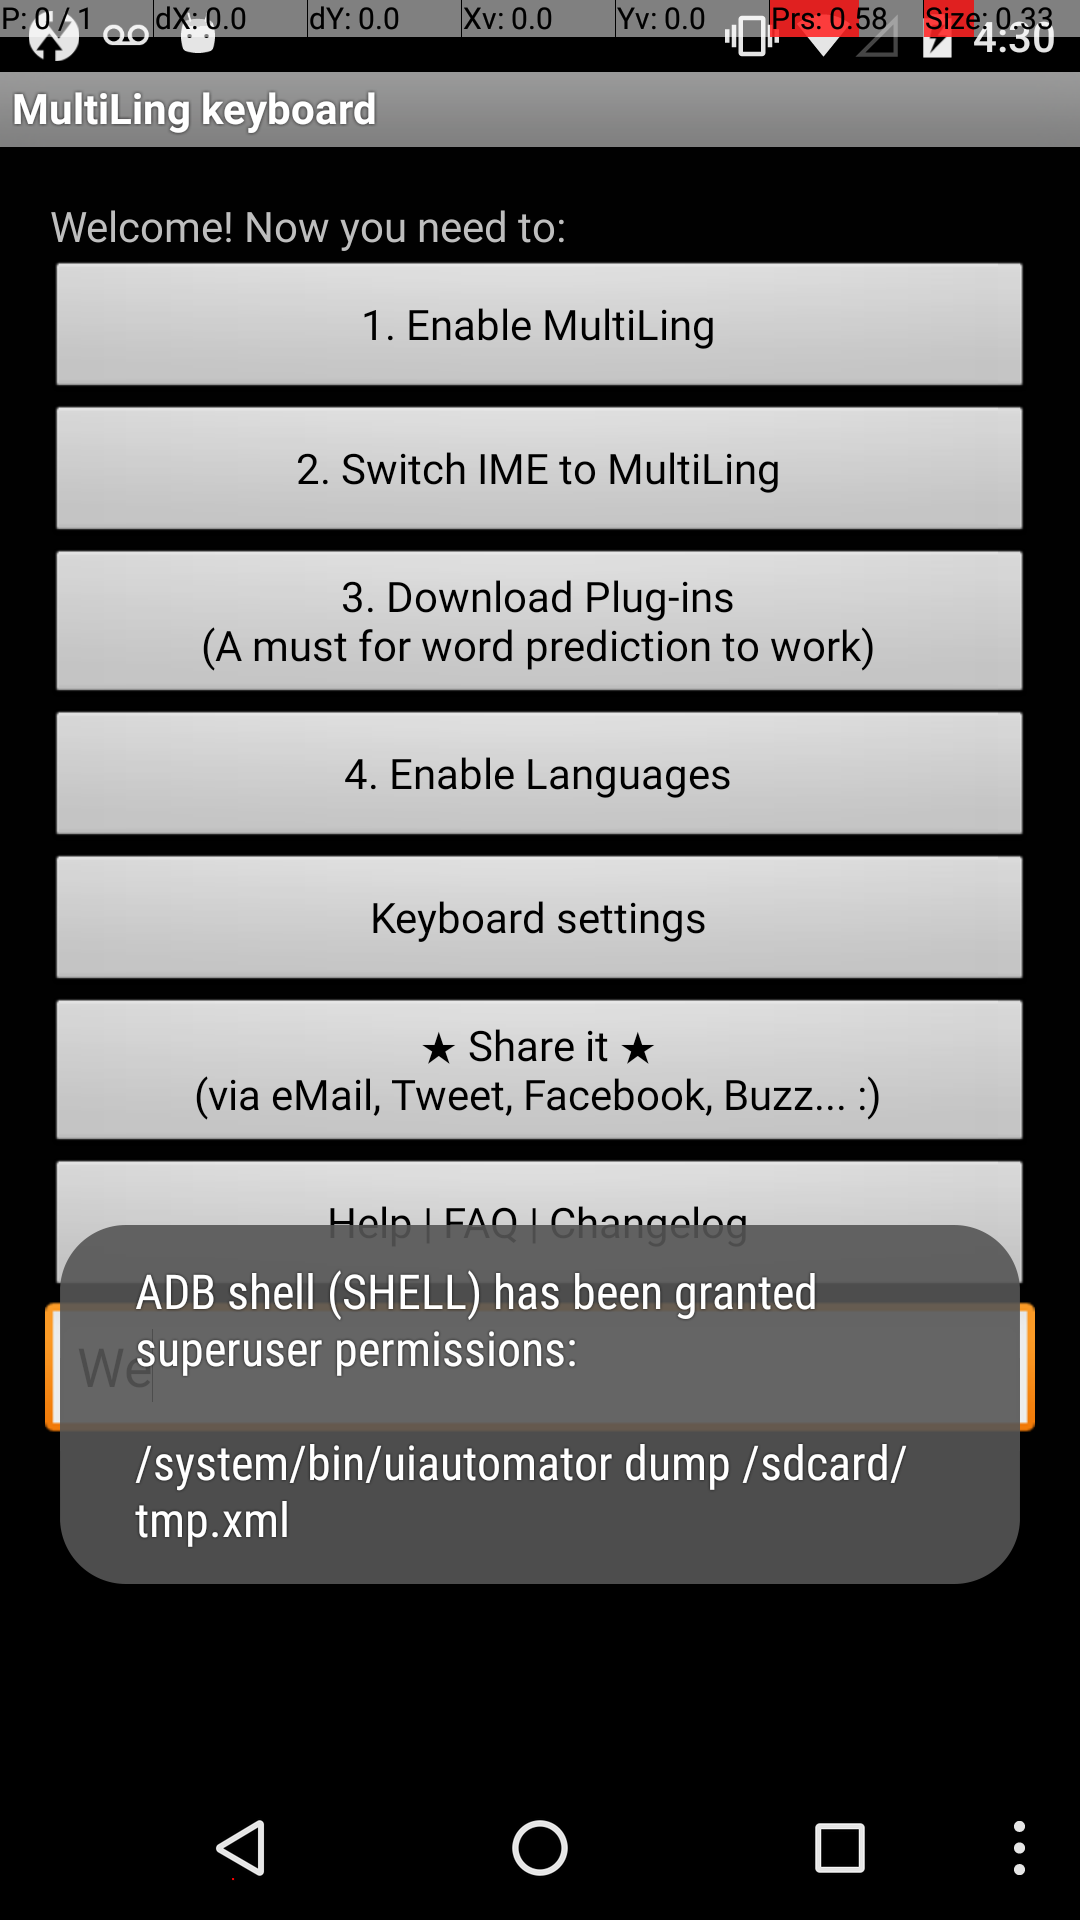 P: 0 / 1 dX: 0.0 dY: 0.0 Xv: 0.0 Yv: 0.0 Prs: 0.58 Size: 0.33
4:30
MultiLing keyboard
Welcome! Now you need to:
1. Enable MultiLing
2. Switch IME to MultiLing
3. Download Plug-ins
(A must for word prediction to work)
4. Enable Languages
Keyboard settings
★ Share it ★
(via eMail, Tweet, Facebook, Buzz... :)
Help | FAQ | Changelog
We
ADB shell (SHELL) has been granted
superuser permissions:
/system/bin/uiautomator dump /sdcard/
tmp.xml